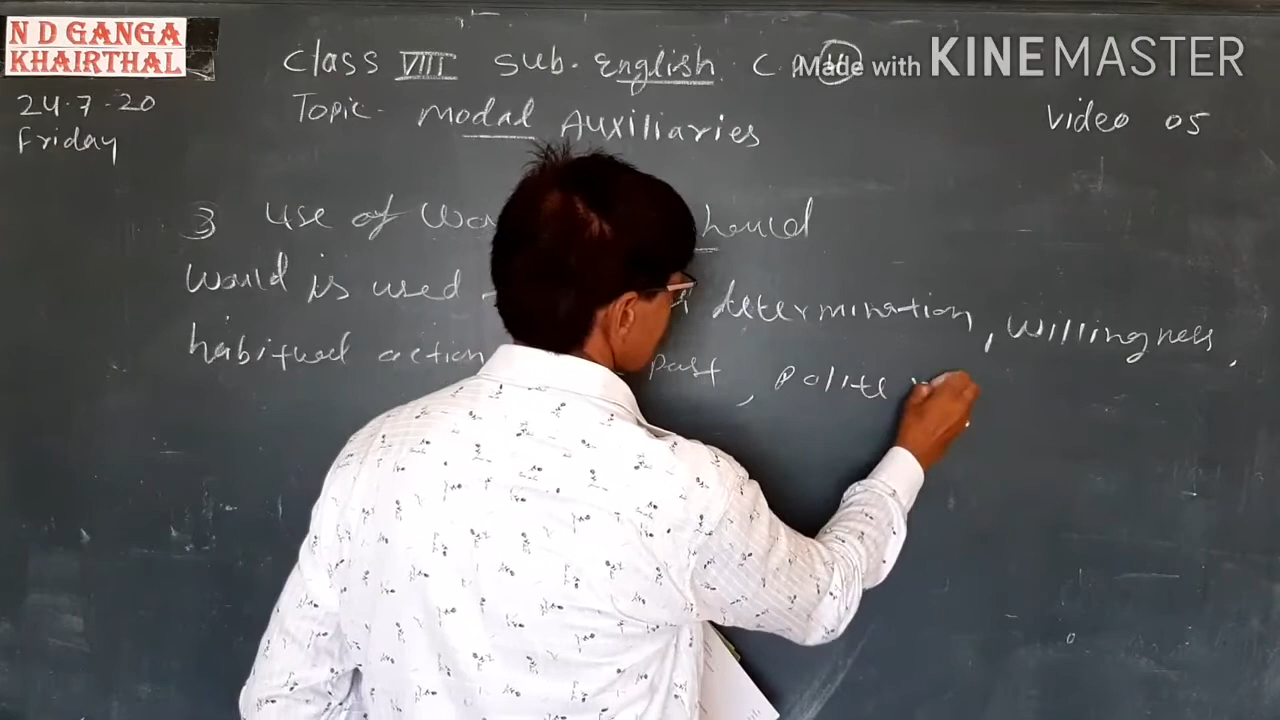 N D GANGA
KHAIRTHAL
Made with KINEMASTER
Class VIII Sub. English C.P.
24.7.20
Friday
Topic- Modal Auxiliaries
Video 05
3 Use of
Would is used determination, Willingness,
habitual action past, Polite